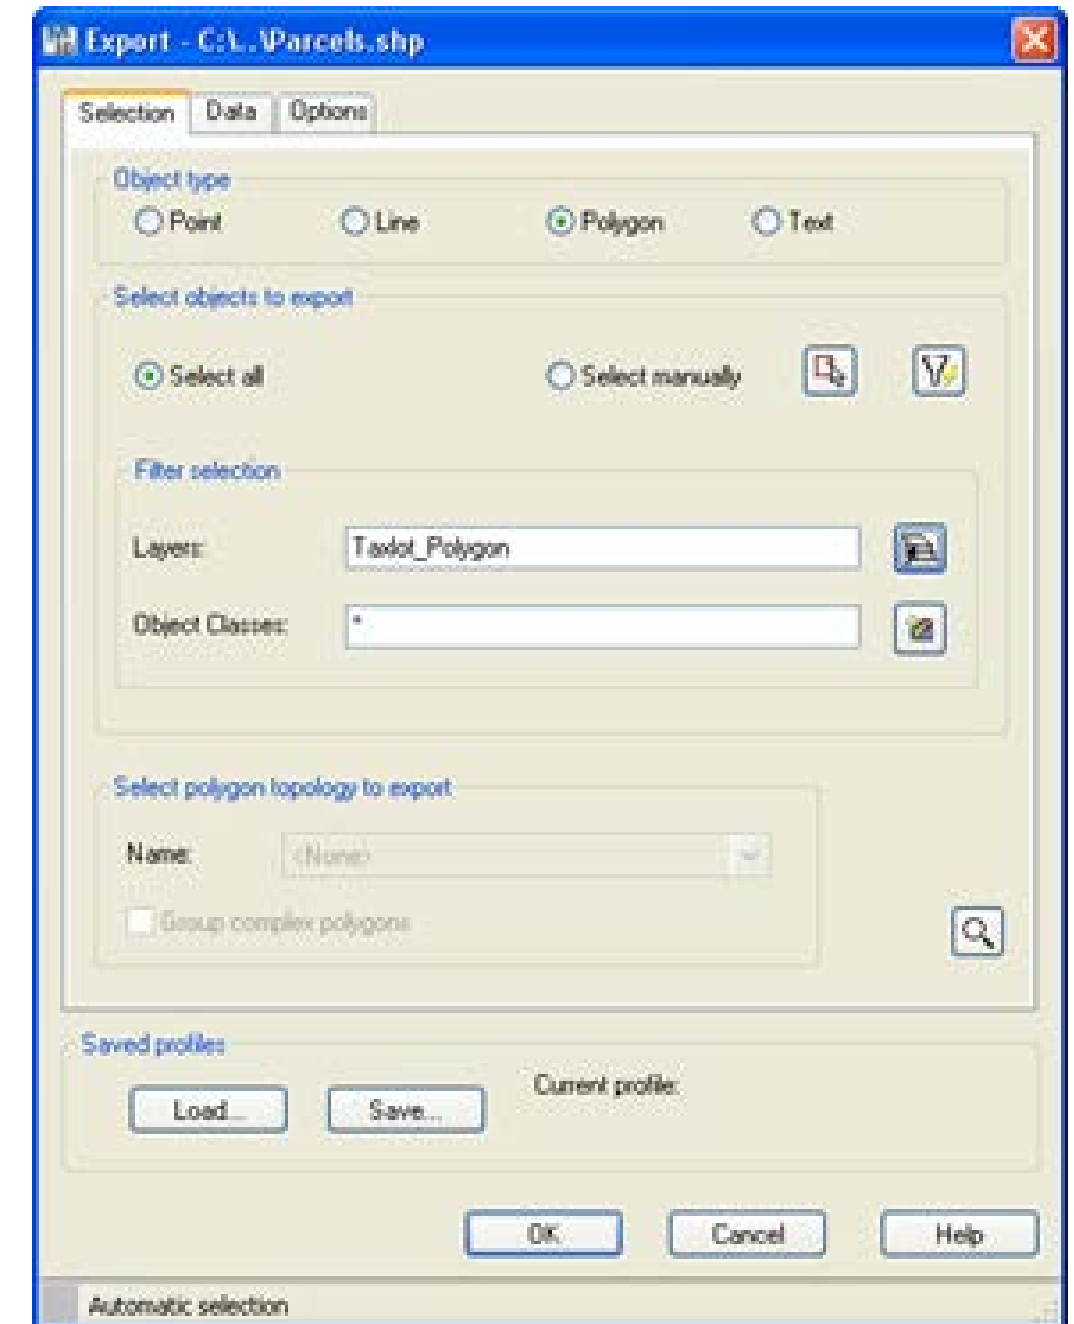 Export - C:\..\Parcels.shp
Selection Data Options
Object type
Point Line Polygon Text
Select objects to export
Select all Select manually
Filter selection
Layers: Taxlot_Polygon
Object Classes: *
Select polygon topology to export
Name: <None>
Group complex polygons
Saved profiles
Load... Save... Current profile:
OK Cancel Help
Automatic selection